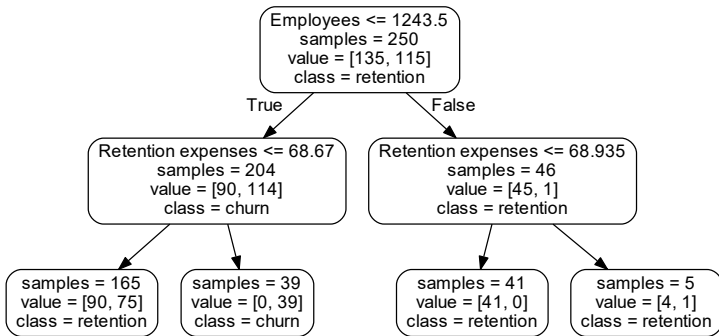 Employees <= 1243.5
samples = 250
value = [135, 115]
class = retention
True
False
Retention expenses <= 68.67
samples = 204
value = [90, 114]
class = churn
Retention expenses <= 68.935
samples = 46
value = [45, 1]
class = retention
samples = 165
value = [90, 75]
class = retention
samples = 39
value = [0, 39]
class = churn
samples = 41
value = [41, 0]
class = retention
samples = 5
value = [4, 1]
class = retention